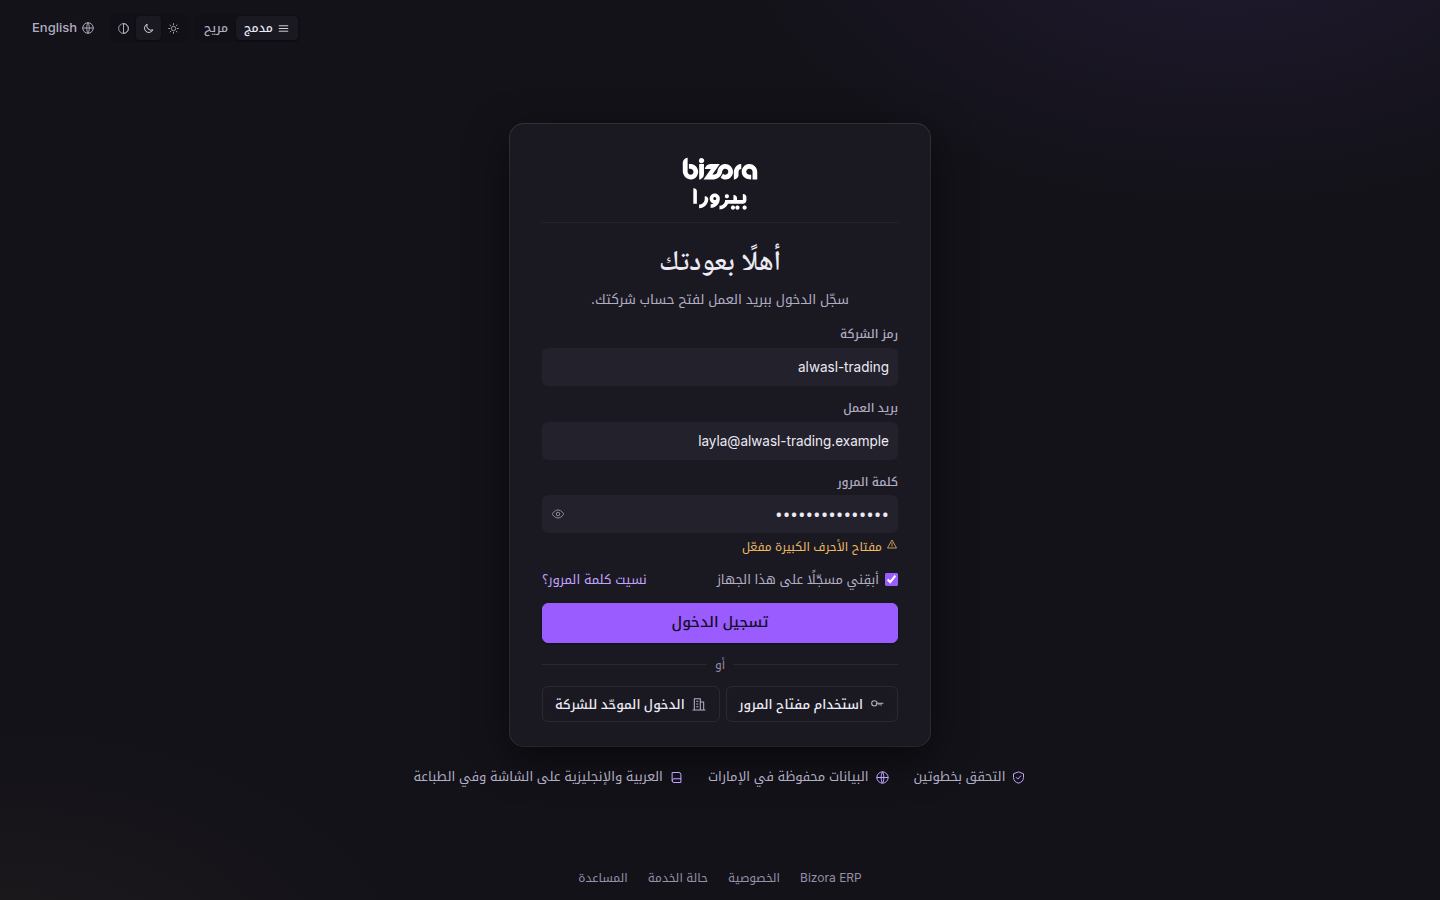 مدمج مريح English
bizora
بيزورا
أهلًا بعودتك
سجّل الدخول ببريد العمل لفتح حساب شركتك.
رمز الشركة
alwasl-trading
بريد العمل
layla@alwasl-trading.example
كلمة المرور
•••••••••••••••
مفتاح الأحرف الكبيرة مفعّل
أبقِني مسجّلًا على هذا الجهاز نسيت كلمة المرور؟
تسجيل الدخول
أو
استخدام مفتاح المرور الدخول الموحّد للشركة
التحقق بخطوتين البيانات محفوظة في الإمارات العربية والإنجليزية على الشاشة وفي الطباعة
Bizora ERP الخصوصية حالة الخدمة المساعدة